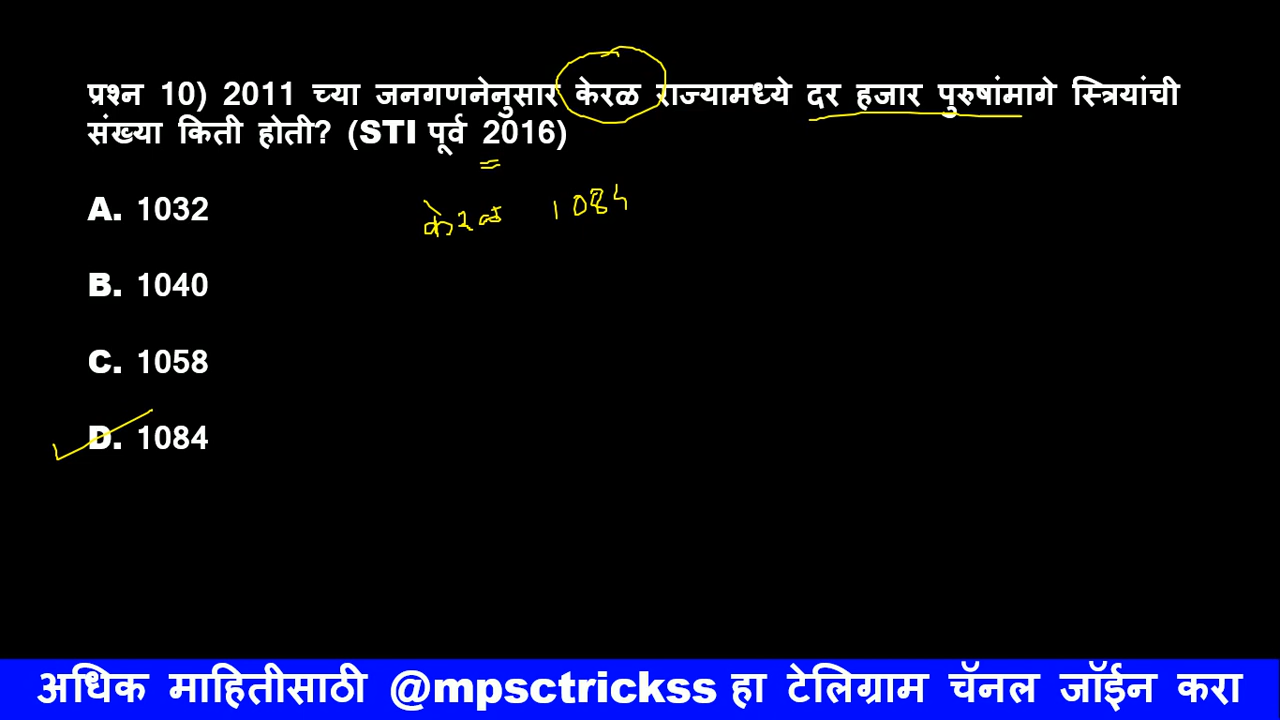 प्रश्न 10) 2011 च्या जनगणनेनुसार केरळ राज्यामध्ये दर हजार पुरुषांमागे स्त्रियांची
संख्या किती होती? (STI पूर्व 2016)
A. 1032
केरळ 1084
B. 1040
C. 1058
D. 1084
अधिक माहितीसाठी @mpsctrickss हा टेलिग्राम चॅनल जॉईन करा